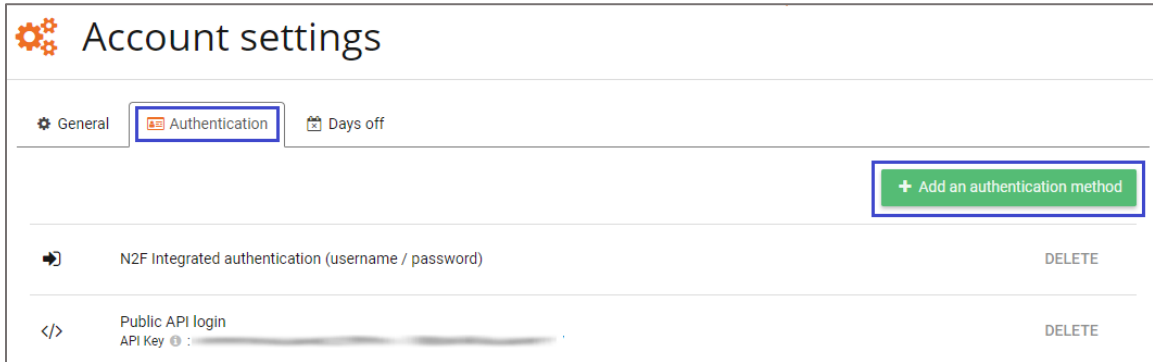 Account settings
General Authentication Days off
+ Add an authentication method
N2F Integrated authentication (username / password) DELETE
Public API login
API Key : DELETE